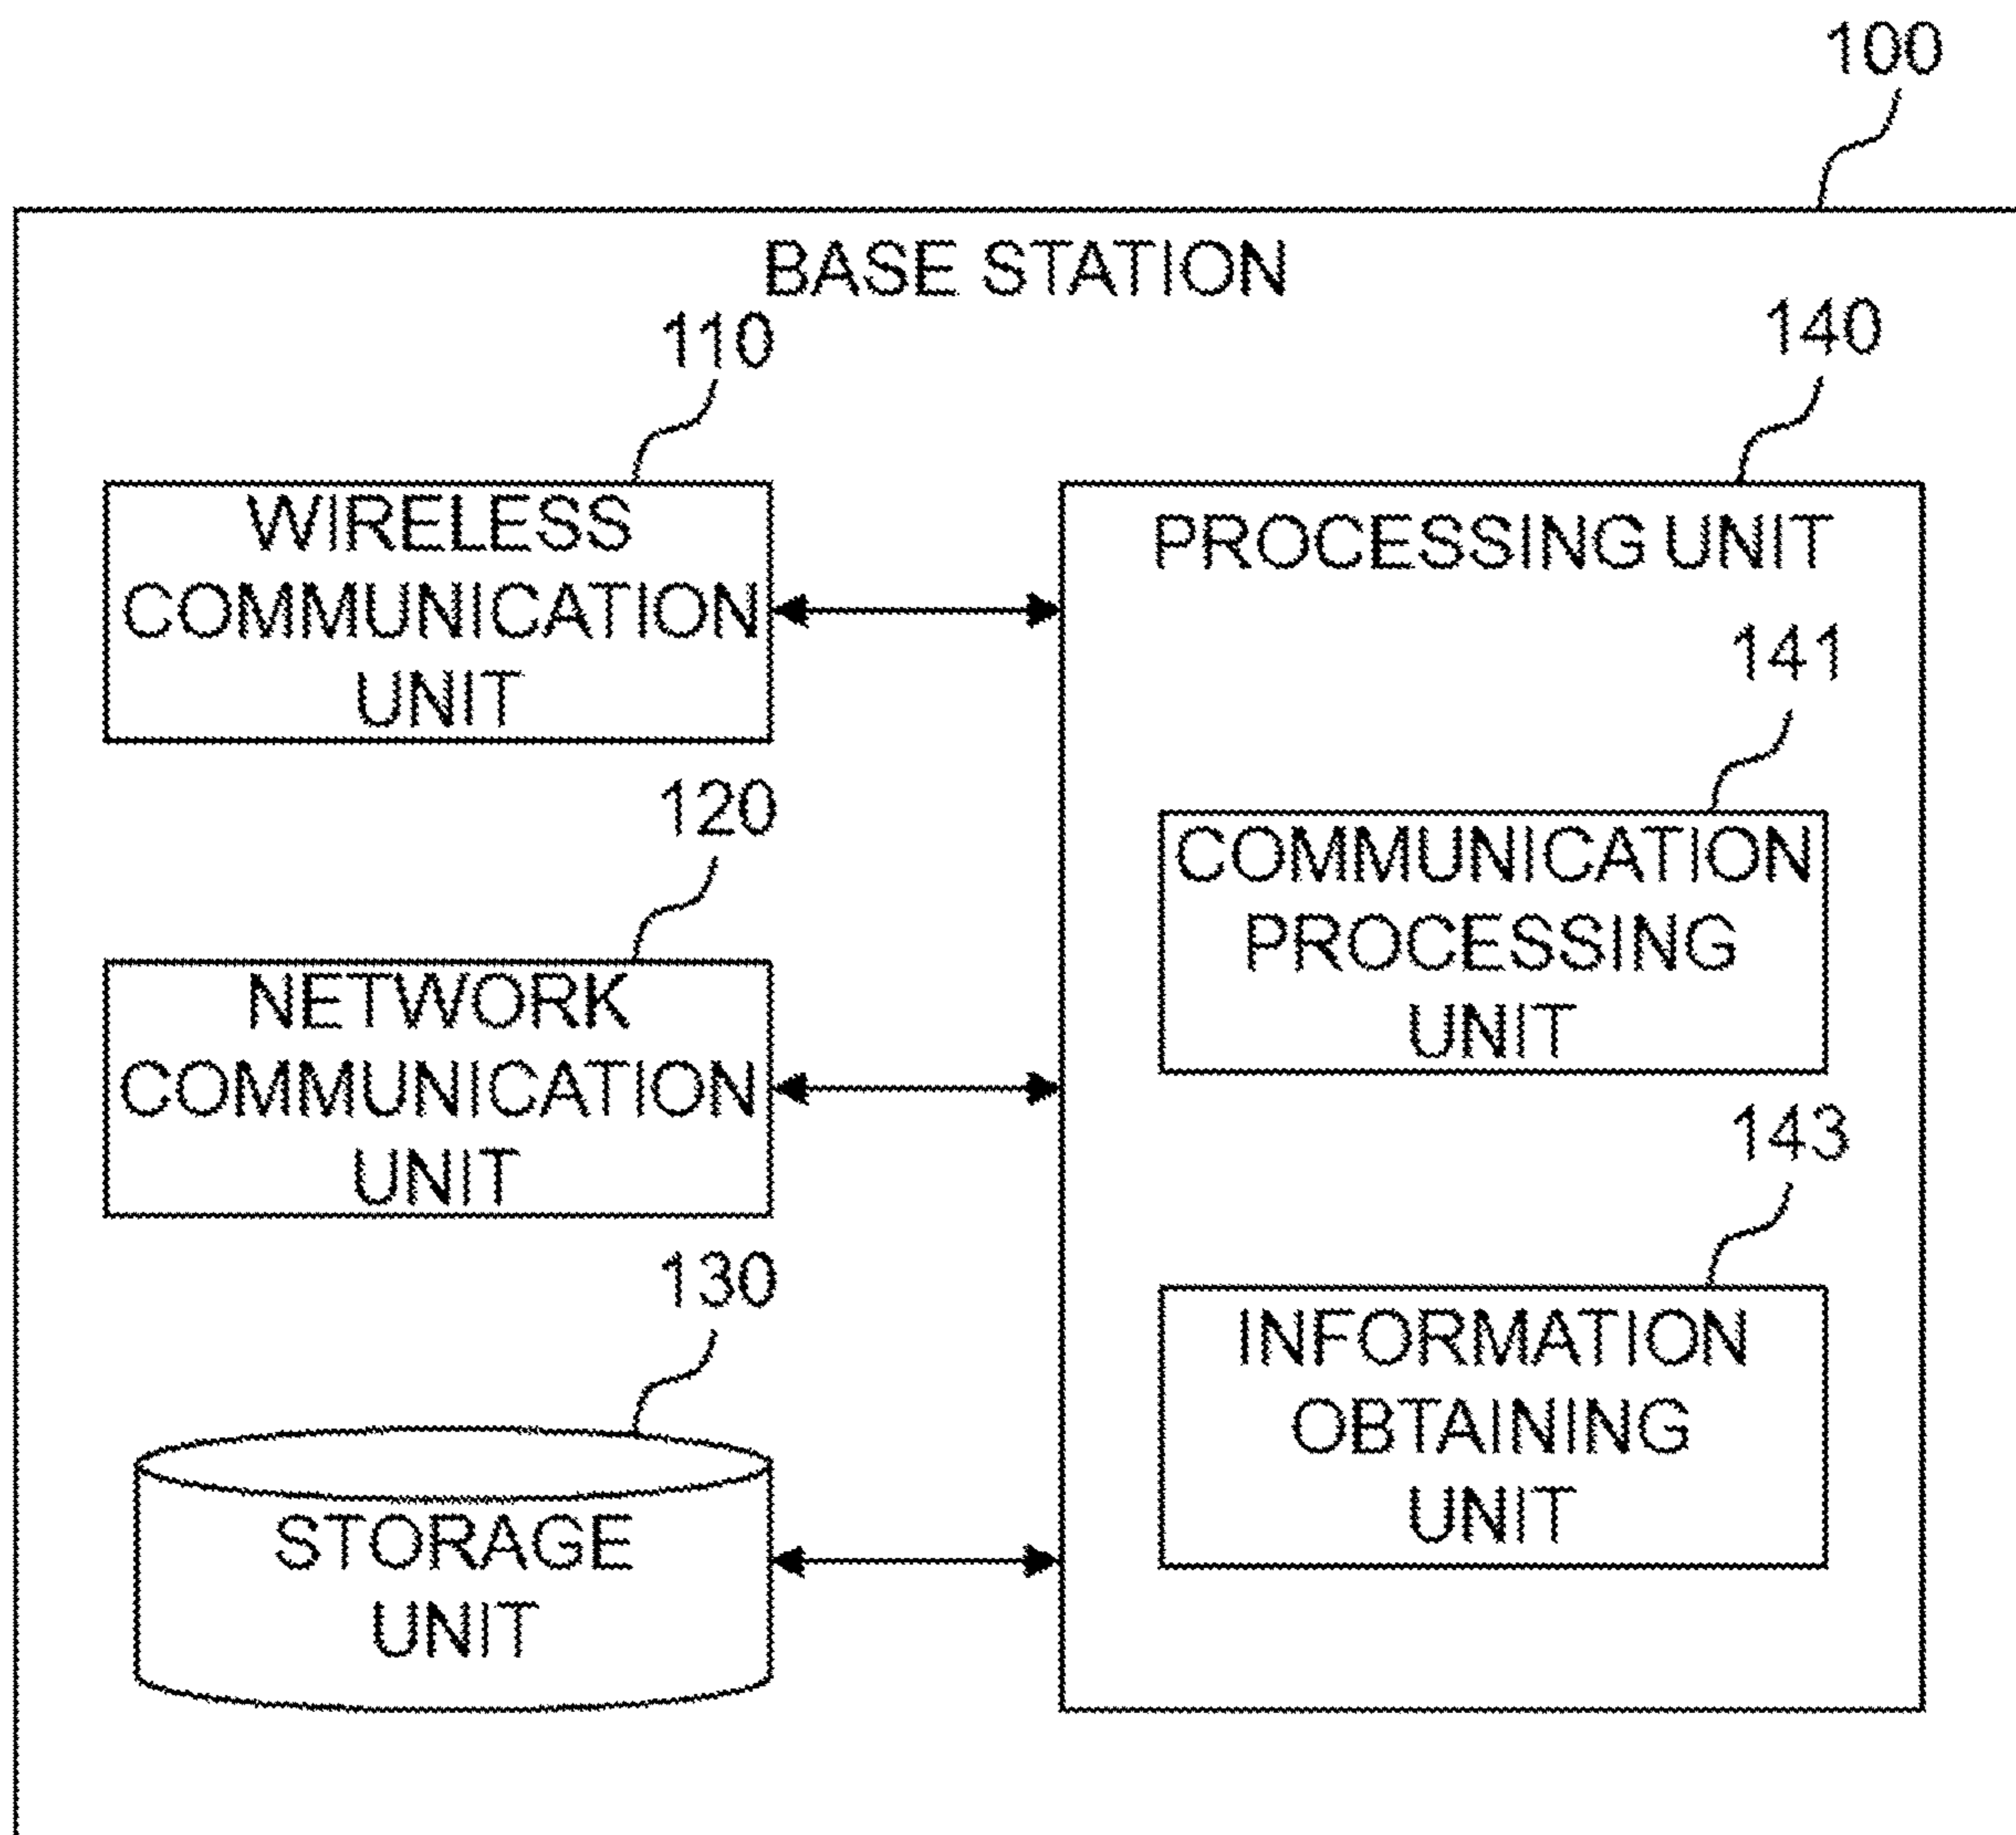 100
BASE STATION
110
WIRELESS
COMMUNICATION
UNIT
120
NETWORK
COMMUNICATION
UNIT
130
STORAGE
UNIT
140
PROCESSING UNIT
141
COMMUNICATION
PROCESSING
UNIT
143
INFORMATION
OBTAINING
UNIT